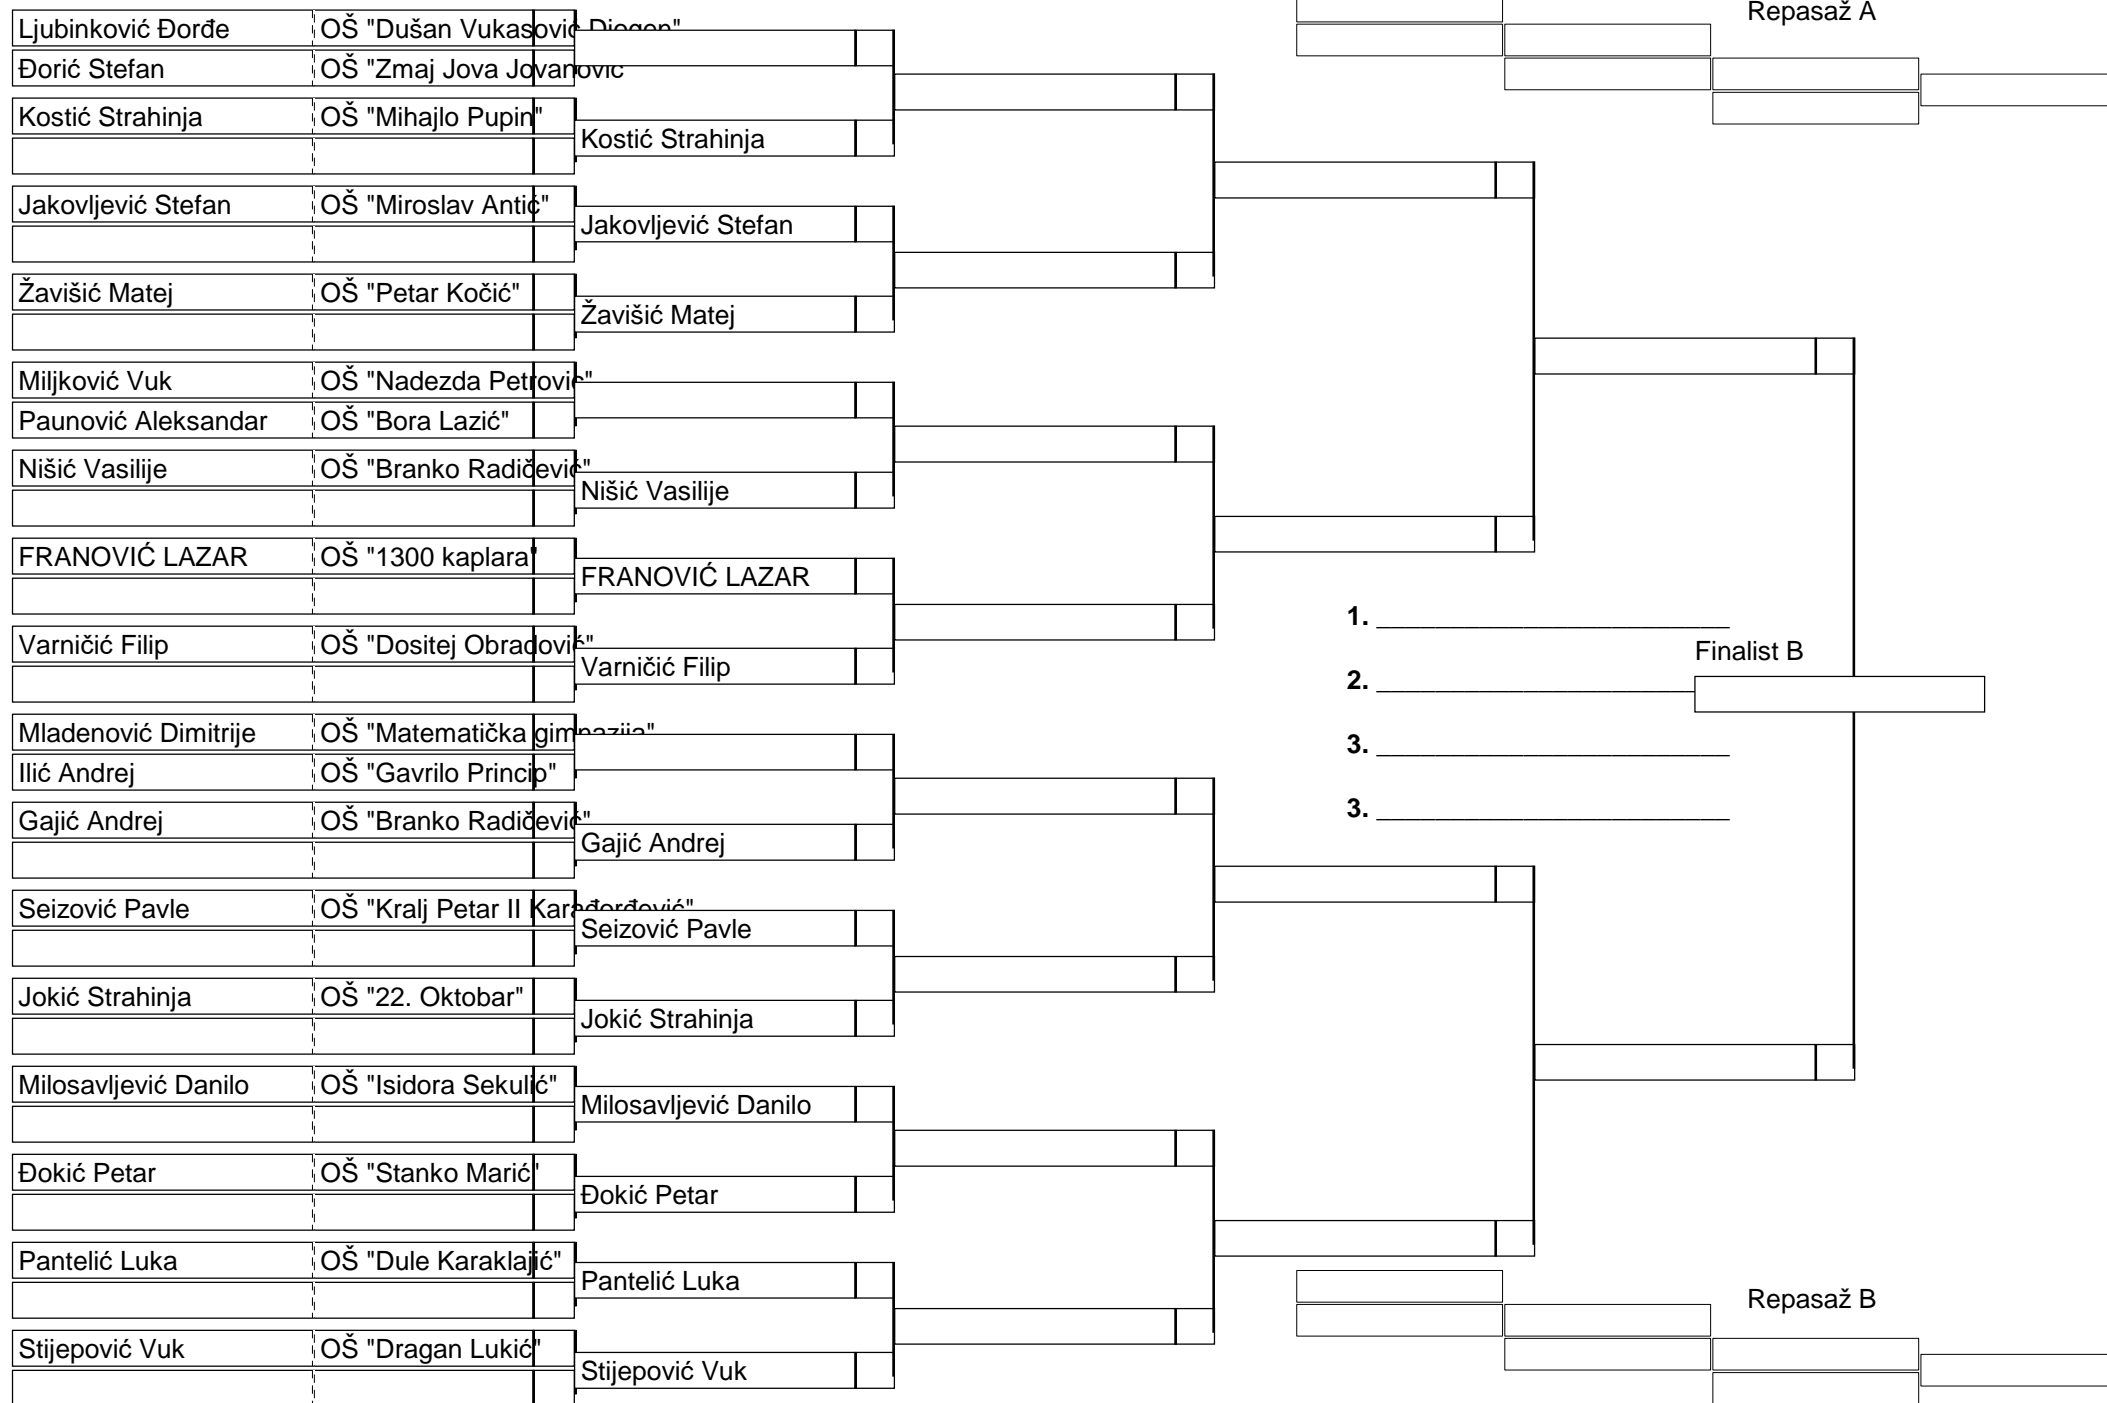 Ljubinković Đorđe OŠ "Dušan Vukasović Diogen"
Đorić Stefan OŠ "Zmaj Jova Jovanović
Kostić Strahinja OŠ "Mihajlo Pupin"
Jakovljević Stefan OŠ "Miroslav Antić"
Žavišić Matej OŠ "Petar Kočić"
Miljković Vuk OŠ "Nadezda Petrovic"
Paunović Aleksandar OŠ "Bora Lazić"
Nišić Vasilije OŠ "Branko Radičević"
FRANOVIĆ LAZAR OŠ "1300 kaplara"
Varničić Filip OŠ "Dositej Obradović"
Mladenović Dimitrije OŠ "Matematička gimnazija"
Ilić Andrej OŠ "Gavrilo Princip"
Gajić Andrej OŠ "Branko Radičević"
Seizović Pavle OŠ "Kralj Petar II Karađorđević"
Jokić Strahinja OŠ "22. Oktobar"
Milosavljević Danilo OŠ "Isidora Sekulić"
Đokić Petar OŠ "Stanko Marić"
Pantelić Luka OŠ "Dule Karaklajić"
Stijepović Vuk OŠ "Dragan Lukić"
Kostić Strahinja
Jakovljević Stefan
Žavišić Matej
Nišić Vasilije
FRANOVIĆ LAZAR
Varničić Filip
Gajić Andrej
Seizović Pavle
Jokić Strahinja
Milosavljević Danilo
Đokić Petar
Pantelić Luka
Stijepović Vuk
Repasaž A
1.
Finalist B
2.
3.
3.
Repasaž B